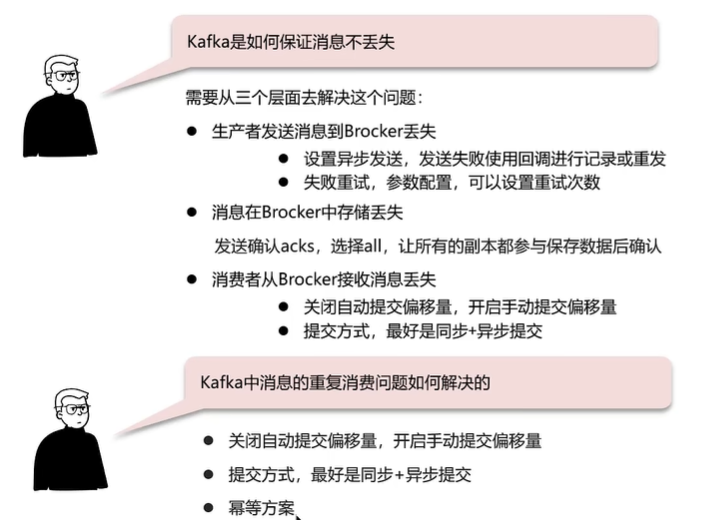 Kafka是如何保证消息不丢失
需要从三个层面去解决这个问题：
● 生产者发送消息到Brocker丢失
● 设置异步发送，发送失败使用回调进行记录或重发
● 失败重试，参数配置，可以设置重试次数
● 消息在Brocker中存储丢失
发送确认acks，选择all，让所有的副本都参与保存数据后确认
● 消费者从Brocker接收消息丢失
● 关闭自动提交偏移量，开启手动提交偏移量
● 提交方式，最好是同步+异步提交
Kafka中消息的重复消费问题如何解决的
● 关闭自动提交偏移量，开启手动提交偏移量
● 提交方式，最好是同步+异步提交
● 幂等方案